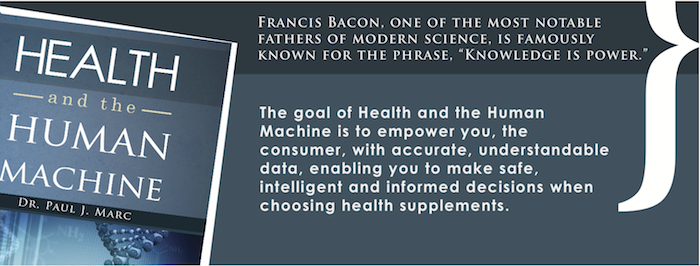 HEALTH
and the
HUMAN
MACHINE
DR. PAUL J. MARC
FRANCIS BACON, ONE OF THE MOST NOTABLE
FATHERS OF MODERN SCIENCE, IS FAMOUSLY
KNOWN FOR THE PHRASE, “KNOWLEDGE IS POWER.”
The goal of Health and the Human
Machine is to empower you, the
consumer, with accurate, understandable
data, enabling you to make safe,
intelligent and informed decisions when
choosing health supplements.